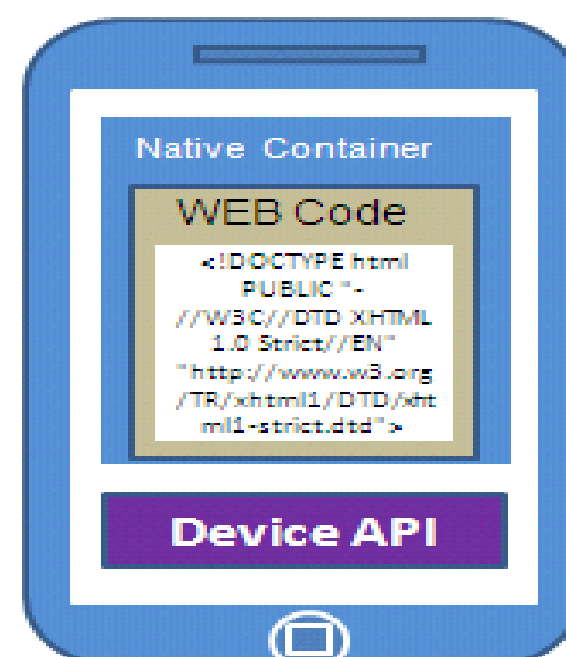 Native Container
WEB Code
<!DOCTYPE html
PUBLIC "-
//W3C//DTD XHTML
1.0 Strict//EN"
"http://www.w3.org
/TR/xhtml1/DTD/xht
ml1-strict.dtd">
Device API